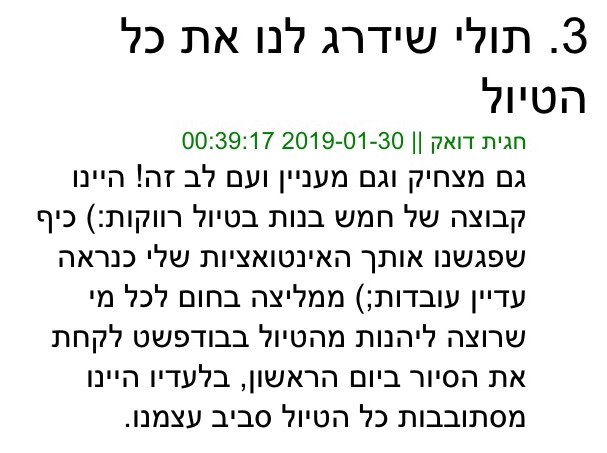 3. תולי שידרג לנו את כל
הטיול
חגית דואק || 2019-01-30 00:39:17
גם מצחיק וגם מעניין ועם לב זה! היינו
קבוצה של חמש בנות בטיול רווקות:) כיף
שפגשנו אותך האינטואציות שלי כנראה
עדיין עובדות;) ממליצה בחום לכל מי
שרוצה ליהנות מהטיול בבודפשט לקחת
את הסיור ביום הראשון, בלעדיו היינו
מסתובבות כל הטיול סביב עצמנו.